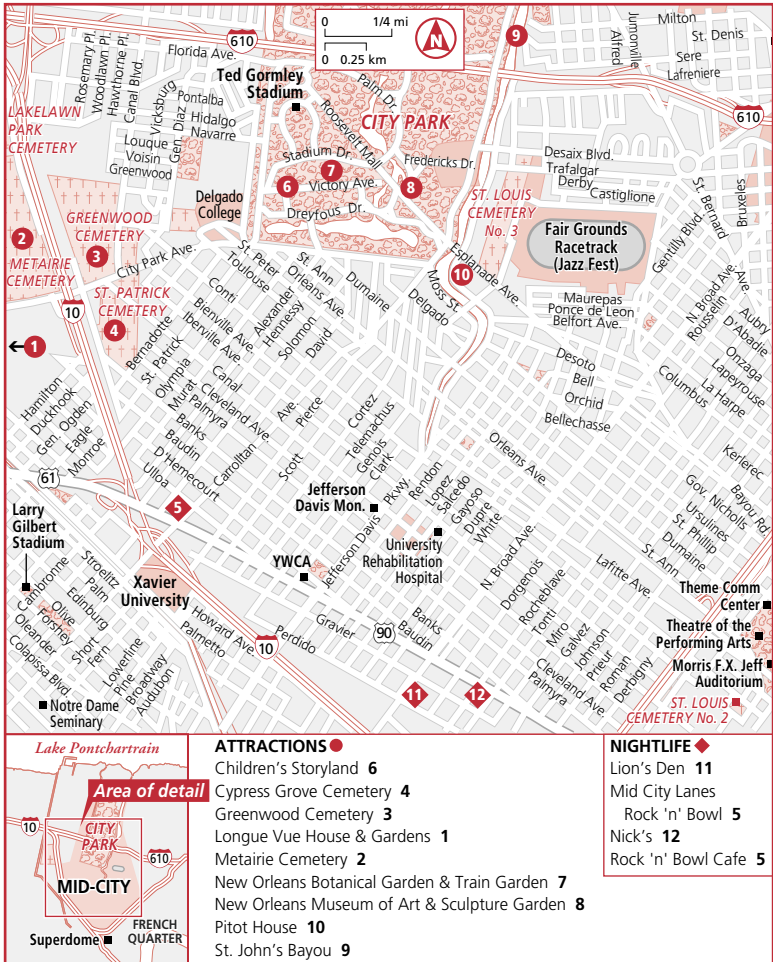 0 1/4 mi
0 0.25 km
N
610
9
Milton
St. Denis
Jumonville
Alfred
Sere
Lafreniere
610
Rosemary Pl.
Woodlawn Pl.
Hawthorne Pl.
Canal Blvd.
Florida Ave.
Vicksburg
Pontalba
Gen. Diaz
Hidalgo
Navarre
Louque
Voisin
Greenwood
Ted Gormley
Stadium
Palm Dr.
Roosevelt Mall
CITY PARK
Stadium Dr.
7
6
Victory Ave.
8
Fredericks Dr.
Dreyfous Dr.
LAKELAWN
PARK
CEMETERY
Delgado
College
GREENWOOD
CEMETERY
2
3
METAIRIE
CEMETERY
City Park Ave.
ST. PATRICK
CEMETERY
10
4
1
Desaix Blvd.
Trafalgar
Derby
Castiglione
ST. LOUIS
CEMETERY
No. 3
Fair Grounds
Racetrack
(Jazz Fest)
St. Bernard
Ave.
Bruxeles
Gentilly Blvd.
Esplanade Ave.
10
Moss St.
Delgado
Maurepas
Ponce de Leon
Belfort Ave.
N. Broad Ave.
Rousselin
Aubry
D'Abadie
Onzaga
Lapeyrouse
La Harpe
Columbus
Desoto
Bell
Orchid
Bellechasse
Kerlerec
Bayou Rd.
St. Peter
Toulouse
St. Ann
Orleans Ave.
Dumaine
Conti
Bienville Ave.
Iberville Ave.
Alexander
Hennessy
Solomon
David
Bernadotte
St. Patrick
Olympia
Murat
Palmyra
Banks
Baudin
D'Hemecourt
Ulloa
Canal
Cleveland Ave.
Carrolltan
Ave.
Pierce
Scott
Cortez
Telemachus
Genois
Clark
Hamilton
Duckhook
Gen. Ogden
Eagle
Monroe
61
5
Jefferson
Davis Mon.
Jefferson Davis
Pkwy.
Rendon
Lopez
Salcedo
Gayoso
Dupre
White
Orleans Ave.
University
Rehabilitation
Hospital
YWCA
N. Broad Ave.
Dorgenois
Rocheblave
Tonti
Miro
Galvez
Johnson
Prieur
Roman
Derbigny
Lafitte Ave.
Gov. Nicholls
Ursulines
St. Phillip
Dumaine
St. Ann
Theme Comm
Center
Theatre of the
Performing Arts
Morris F.X. Jeff
Auditorium
ST. LOUIS
CEMETERY No. 2
Larry
Gilbert
Stadium
Cambronne
Stroelitz
Palm
Edinburg
Olive
Forshey
Oleander
Colapissa Blvd.
Short
Fern
Lowerline
Pine
Broadway
Audubon
Xavier
University
Howard Ave.
Palmetto
10
Perdido
Gravier
90
Banks
Baudin
Cleveland Ave
Palmyra
11
12
Notre Dame
Seminary
Lake Pontchartrain
Area of detail
10
CITY
PARK
610
MID-CITY
Superdome
FRENCH
QUARTER
ATTRACTIONS
Children's Storyland 6
Cypress Grove Cemetery 4
Greenwood Cemetery 3
Longue Vue House & Gardens 1
Metairie Cemetery 2
New Orleans Botanical Garden & Train Garden 7
New Orleans Museum of Art & Sculpture Garden 8
Pitot House 10
St. John's Bayou 9
NIGHTLIFE
Lion's Den 11
Mid City Lanes
Rock 'n' Bowl 5
Nick's 12
Rock 'n' Bowl Cafe 5